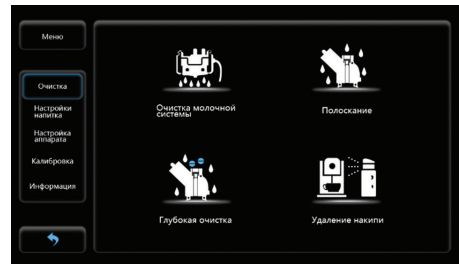 Меню
Очистка
Настройки
напитка
Настройка
аппарата
Калибровка
Информация
Очистка молочной
системы
Полоскание
Глубокая очистка
Удаление накипи